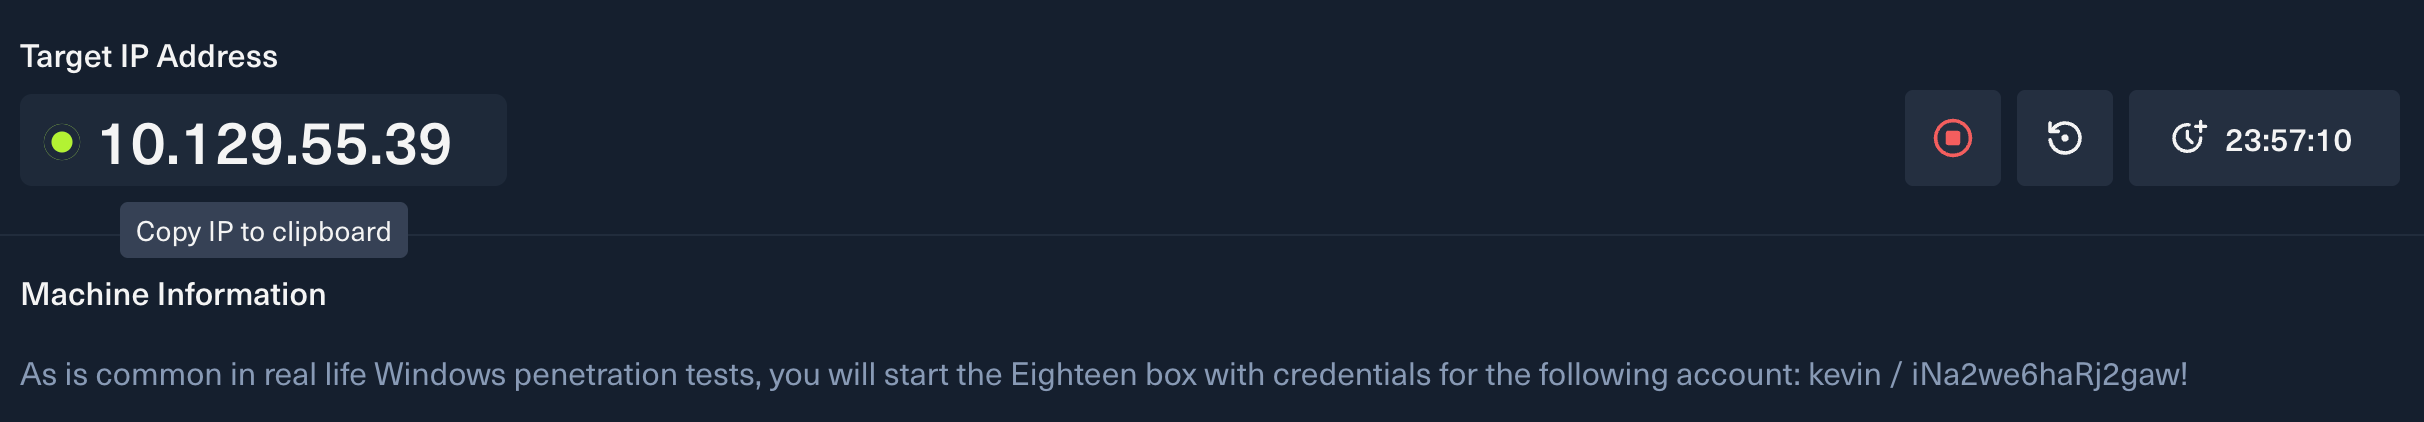 Target IP Address
10.129.55.39
23:57:10
Copy IP to clipboard
Machine Information
As is common in real life Windows penetration tests, you will start the Eighteen box with credentials for the following account: kevin / iNa2we6haRj2gaw!